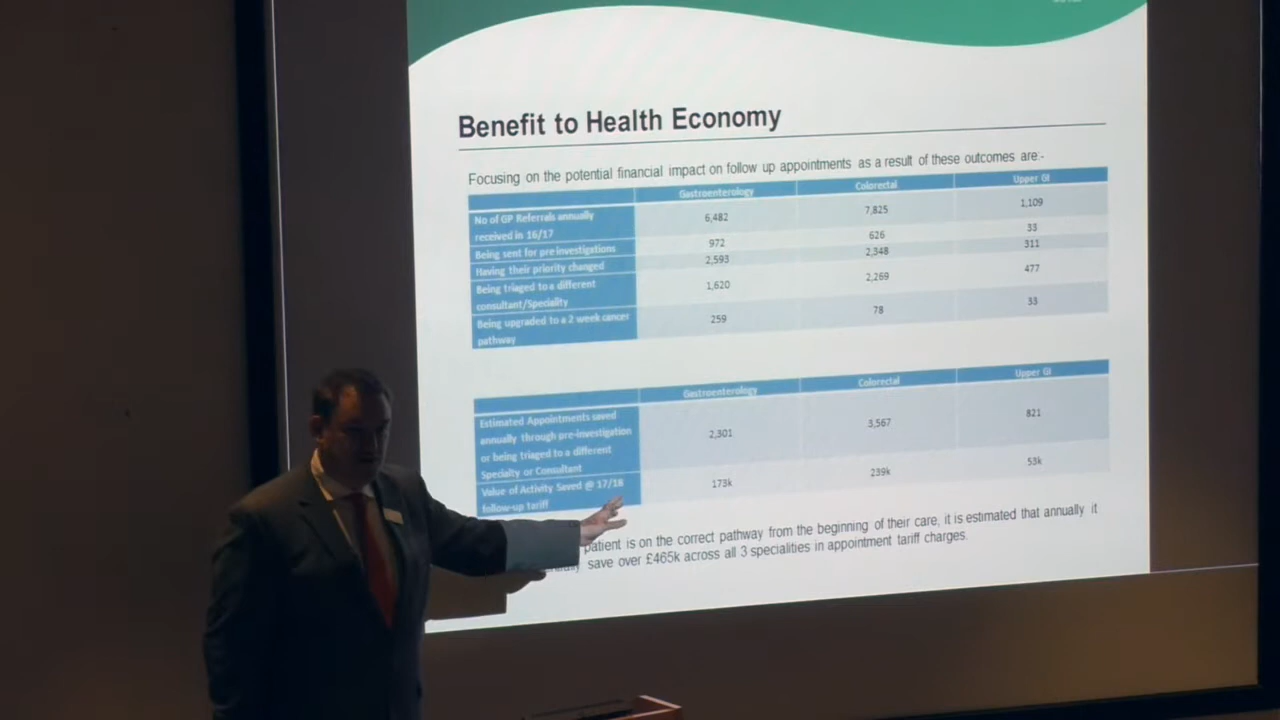 Benefit to Health Economy
Focusing on the potential financial impact on follow up appointments as a result of these outcomes are:-
Gastroenterology Colorectal Upper GI
No of GP Referrals annually
received in 16/17 6,482 7,825 1,109
Being sent for pre investigations 972 626 33
Having their priority changed 2,593 2,348 311
Being triaged to a different
consultant/Speciality 1,620 2,269 477
Being upgraded to a 2 week cancer
pathway 259 78 33
Gastroenterology Colorectal Upper GI
Estimated Appointments saved
annually through pre-investigation
or being triaged to a different
Specialty or Consultant 2,301 3,567 821
Value of Activity Saved @ 17/18
follow-up tariff 173k 239k 53k
patient is on the correct pathway from the beginning of their care, it is estimated that annually it
save over £465k across all 3 specialities in appointment tariff charges.